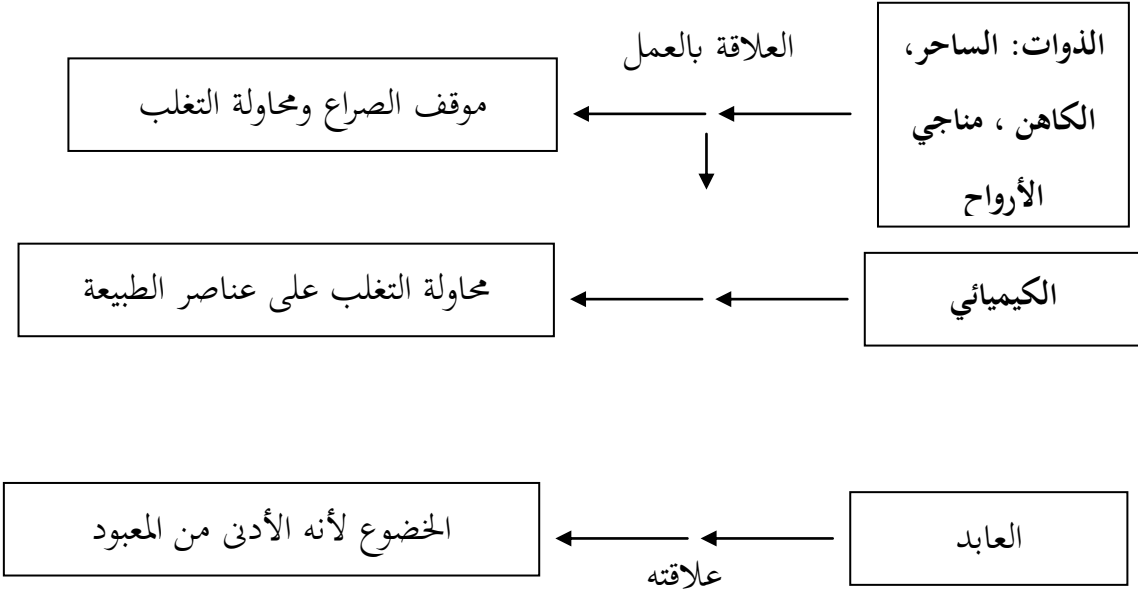 الذوات: الساحر،
الكاهن ، مناجي
الأرواح
العلاقة بالعمل
موقف الصراع ومحاولة التغلب
الكيميائي
محاولة التغلب على عناصر الطبيعة
العابد
علاقته
الخضوع لأنه الأدنى من المعبود